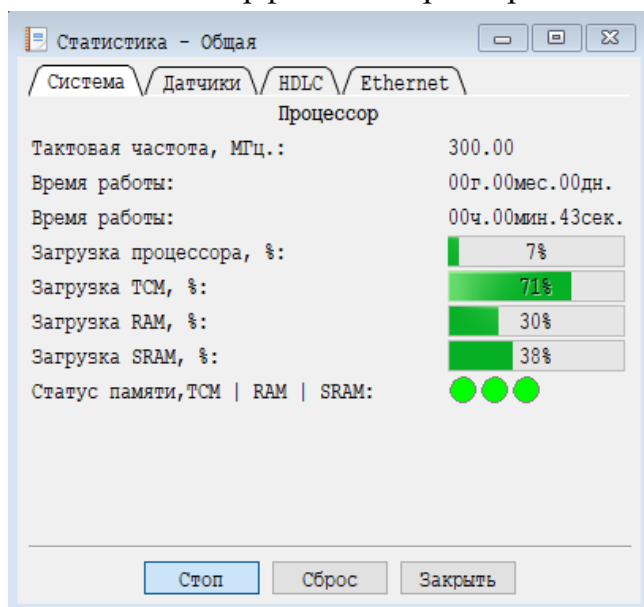 Статистика - Общая
Система Датчики HDLC Ethernet
Процессор
Тактовая частота, МГц.: 300.00
Время работы: 00г.00мес.00дн.
Время работы: 00ч.00мин.43сек.
Загрузка процессора, %: 7%
Загрузка TCM, %: 71%
Загрузка RAM, %: 30%
Загрузка SRAM, %: 38%
Статус памяти,TCM | RAM | SRAM:
Стоп Сброс Закрыть